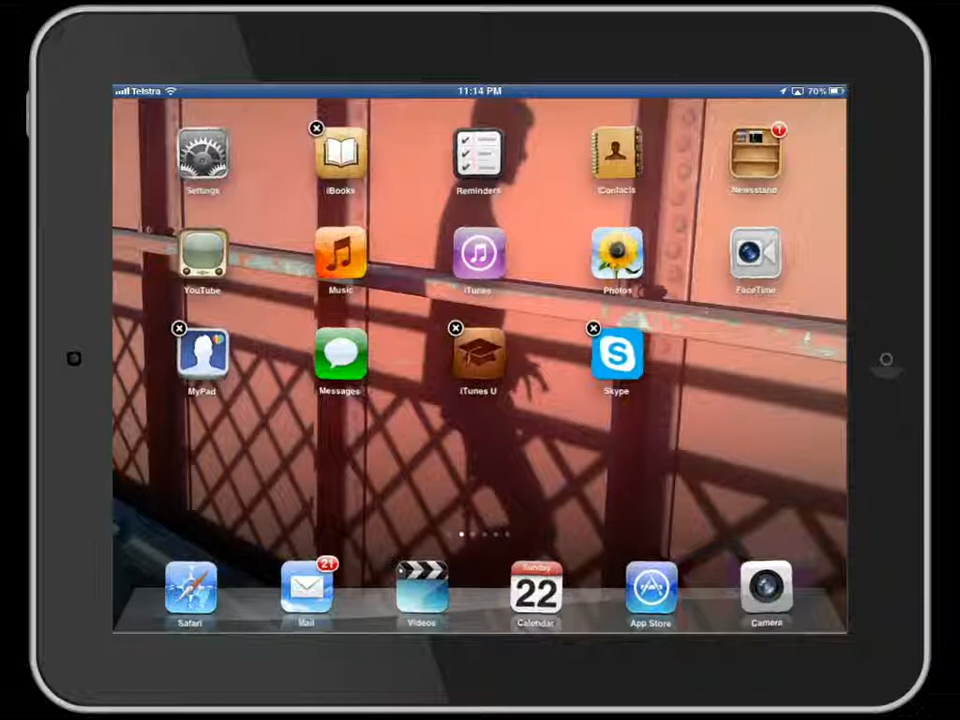 Telstra 11:14 PM 70%
1
Settings iBooks Reminders Contacts Newsstand
YouTube Music iTunes Photos FaceTime
MyPad Messages iTunes U Skype
S
21
Sunday
22
Safari Mail Videos Calendar App Store Camera